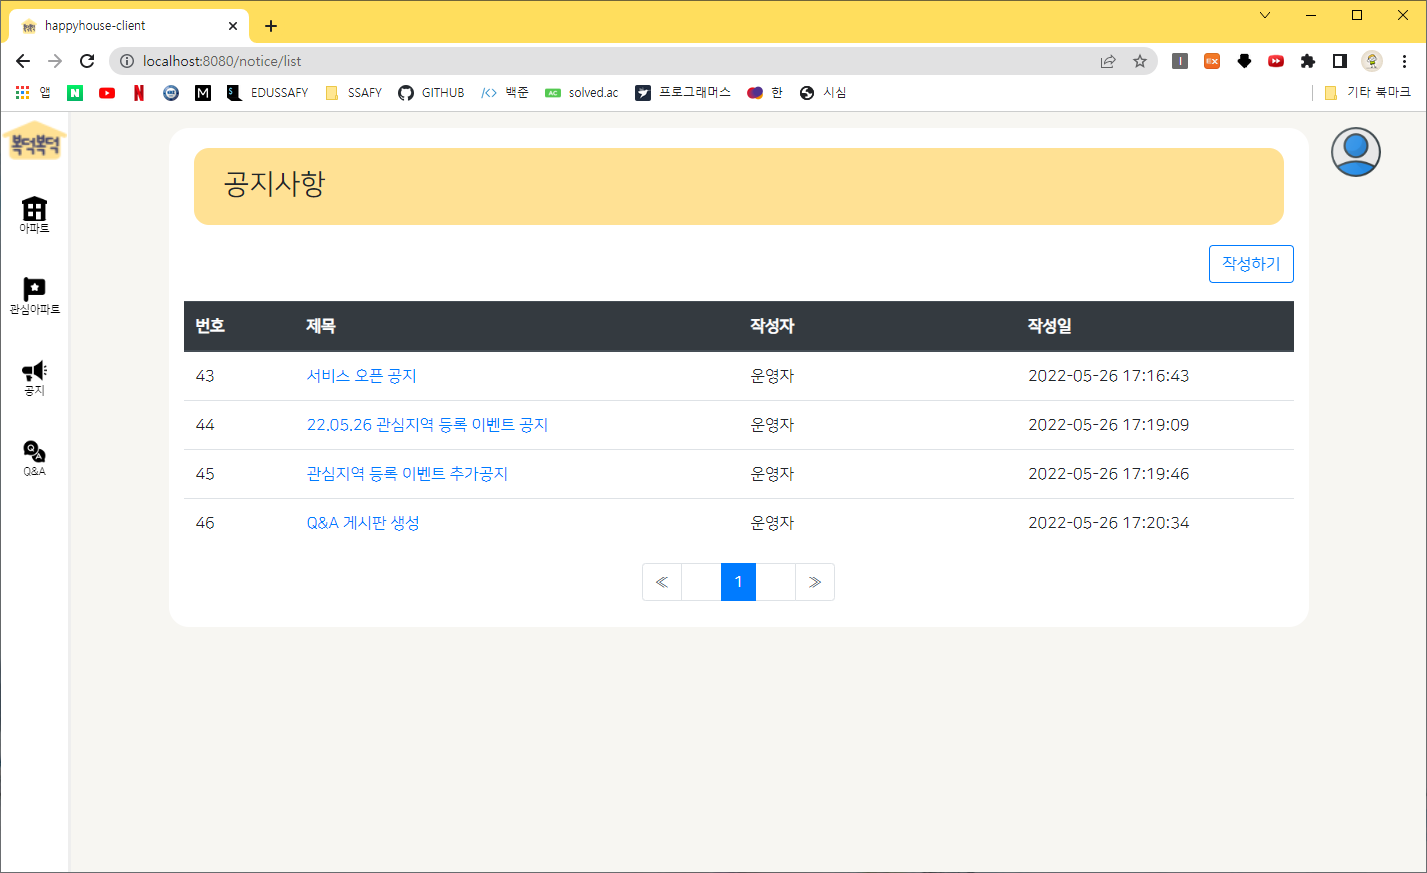 happyhouse-client
localhost:8080/notice/list
앱
N
N
M
S
EDUSSAFY
SSAFY
GITHUB
</> 백준
AC solved.ac
프로그래머스
한
시심
기타 북마크
복덕복덕
아파트
관심아파트
공지
Q A
Q&A
공지사항
작성하기
번호 제목 작성자 작성일
43 서비스 오픈 공지 운영자 2022-05-26 17:16:43
44 22.05.26 관심지역 등록 이벤트 공지 운영자 2022-05-26 17:19:09
45 관심지역 등록 이벤트 추가공지 운영자 2022-05-26 17:19:46
46 Q&A 게시판 생성 운영자 2022-05-26 17:20:34
≪ 1 ≫